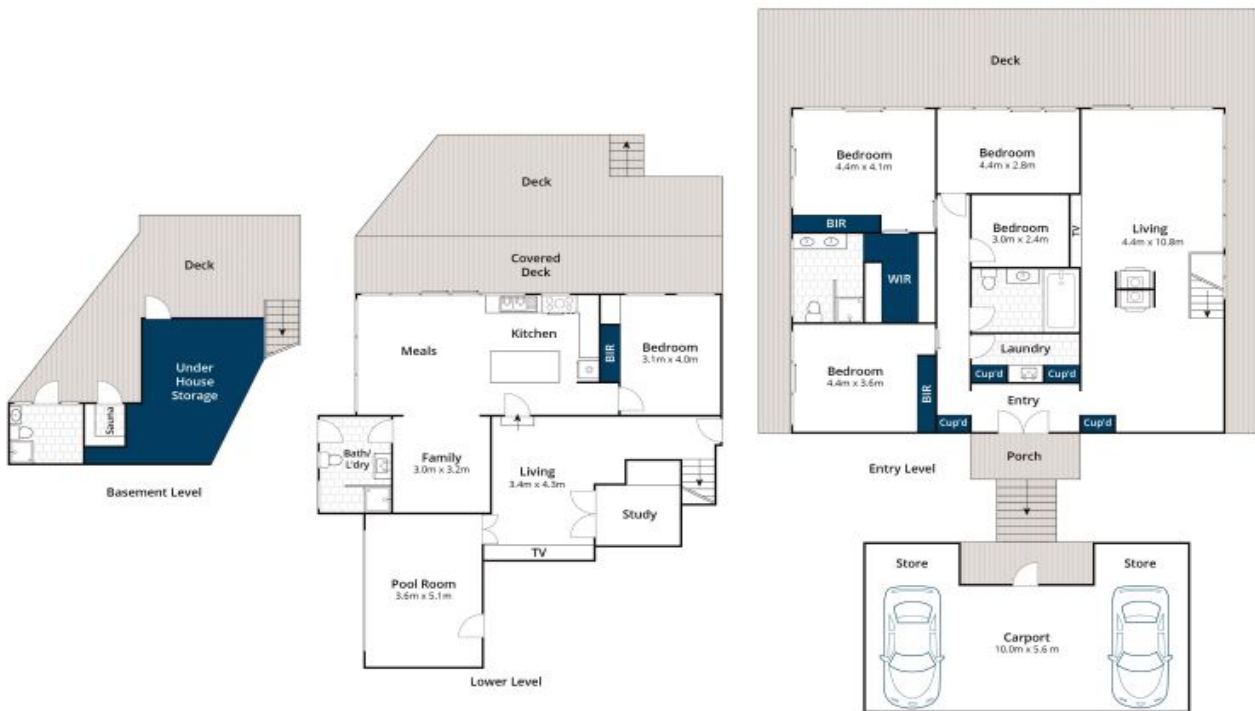 Deck
Under
House
Storage
Sauna
Basement Level
Deck
Covered
Deck
Meals
Kitchen
BIR
Bedroom
3.1m x 4.0m
Bath/
L'dry
Family
3.0m x 3.2m
Living
3.4m x 4.3m
Study
TV
Pool Room
3.6m x 5.1m
Lower Level
Deck
Bedroom
4.4m x 4.1m
Bedroom
4.4m x 2.8m
BIR
Bedroom
3.0m x 2.4m
TV
Living
4.4m x 10.8m
WIR
Laundry
Cup'd
Cup'd
Bedroom
4.4m x 3.6m
BIR
Entry
Cup'd
Cup'd
Porch
Entry Level
Store
Store
Carport
10.0m x 5.6 m